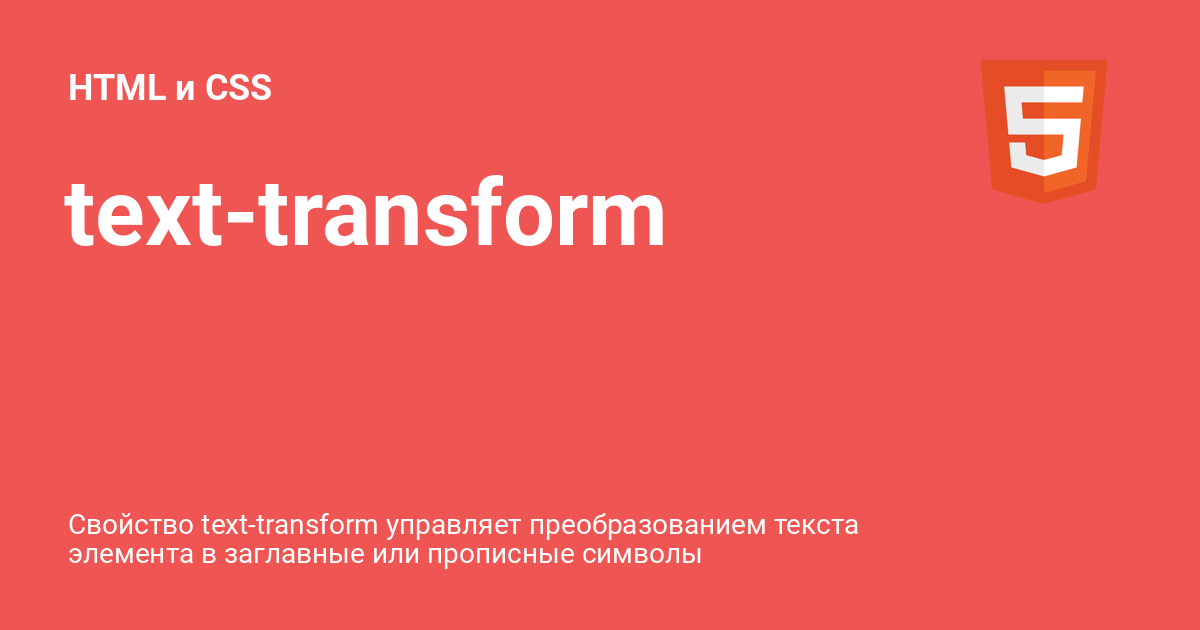 HTML и CSS
text-transform
Свойство text-transform управляет преобразованием текста
элемента в заглавные или прописные символы